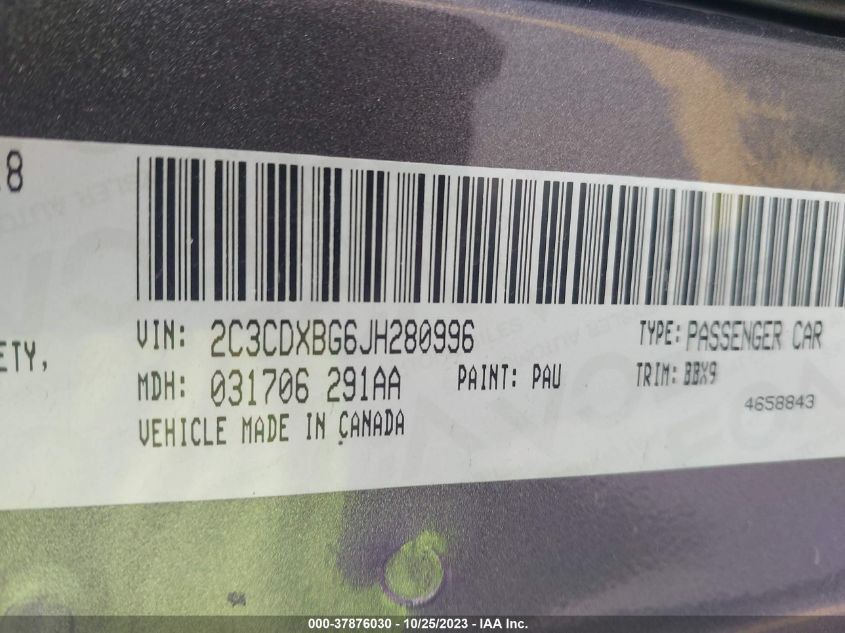 .8
ETY,
VIN: 2C3CDXBG6JH280996 TYPE: PASSENGER CAR
MDH: 031706 291AA PAINT: PAU TRIM: BBX9
VEHICLE MADE IN CANADA 4658843
000-37876030 - 10/25/2023 - IAA Inc.